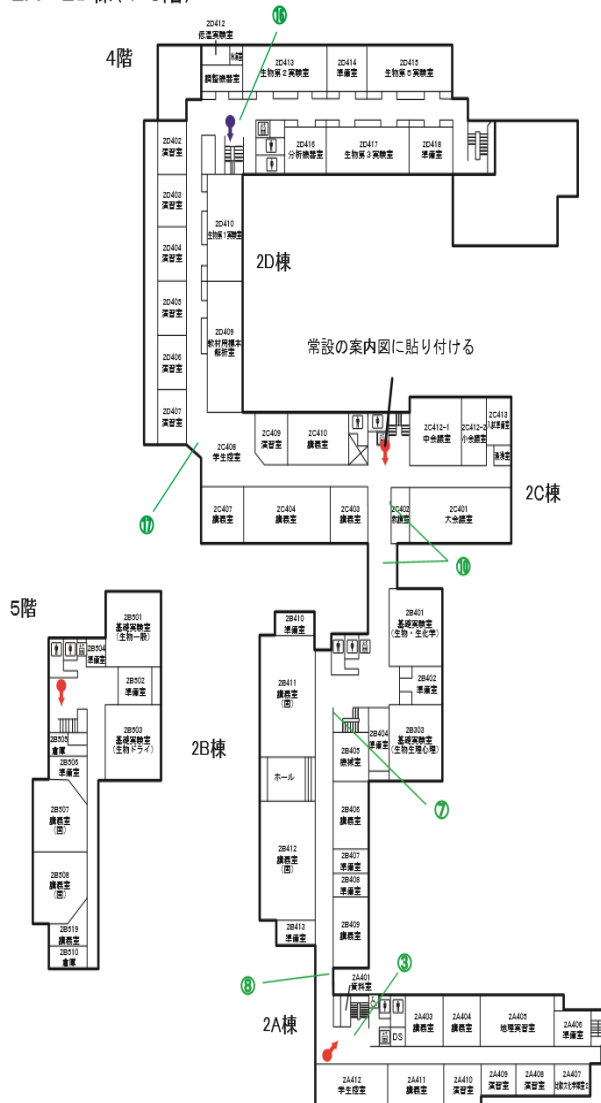 4階
2D412
低温実験室
2D413
生物第2実験室
2D414
準備室
2D415
生物第5実験室
調整機器室
⑯
2D402
演習室
2D416
分析機器室
2D417
生物第3実験室
2D418
準備室
2D403
演習室
2D404
演習室
2D410
生物第1実験室
2D棟
2D405
演習室
2D409
教材用標本
解析室
2D406
演習室
常設の案内図に貼り付ける
2D407
演習室
2C408
学生控室
2C409
演習室
2C410
講義室
2C412-1
中会議室
2C412-2
小会議室
2C413
2C棟
2C407
講義室
2C404
講義室
2C403
講義室
2C402
2C401
大会議室
⑰
⑩
5階
2B501
基礎実験室
(生物一般)
2B504
準備室
2B502
準備室
2B503
基礎実験室
(生物ドライ)
2B505
倉庫
2B506
準備室
2B507
講義室
(固)
2B508
講義室
(固)
2B519
講義室
2B510
倉庫
2B棟
2B410
準備室
2B401
基礎実験室
(生物・生化学)
2B411
講義室
(固)
2B402
準備室
2B404
準備室
2B303
基礎実験室
(生物生理心理)
2B405
機械室
ホール
⑦
2B406
講義室
2B412
講義室
(固)
2B407
準備室
2B408
準備室
2B409
講義室
2B413
準備室
⑧
③
2A401
資料室
2A棟
2A403
講義室
2A404
講義室
2A405
地理実習室
2A406
準備室
DS
2A412
学生控室
2A411
講義室
2A410
演習室
2A409
演習室
2A408
演習室
2A407